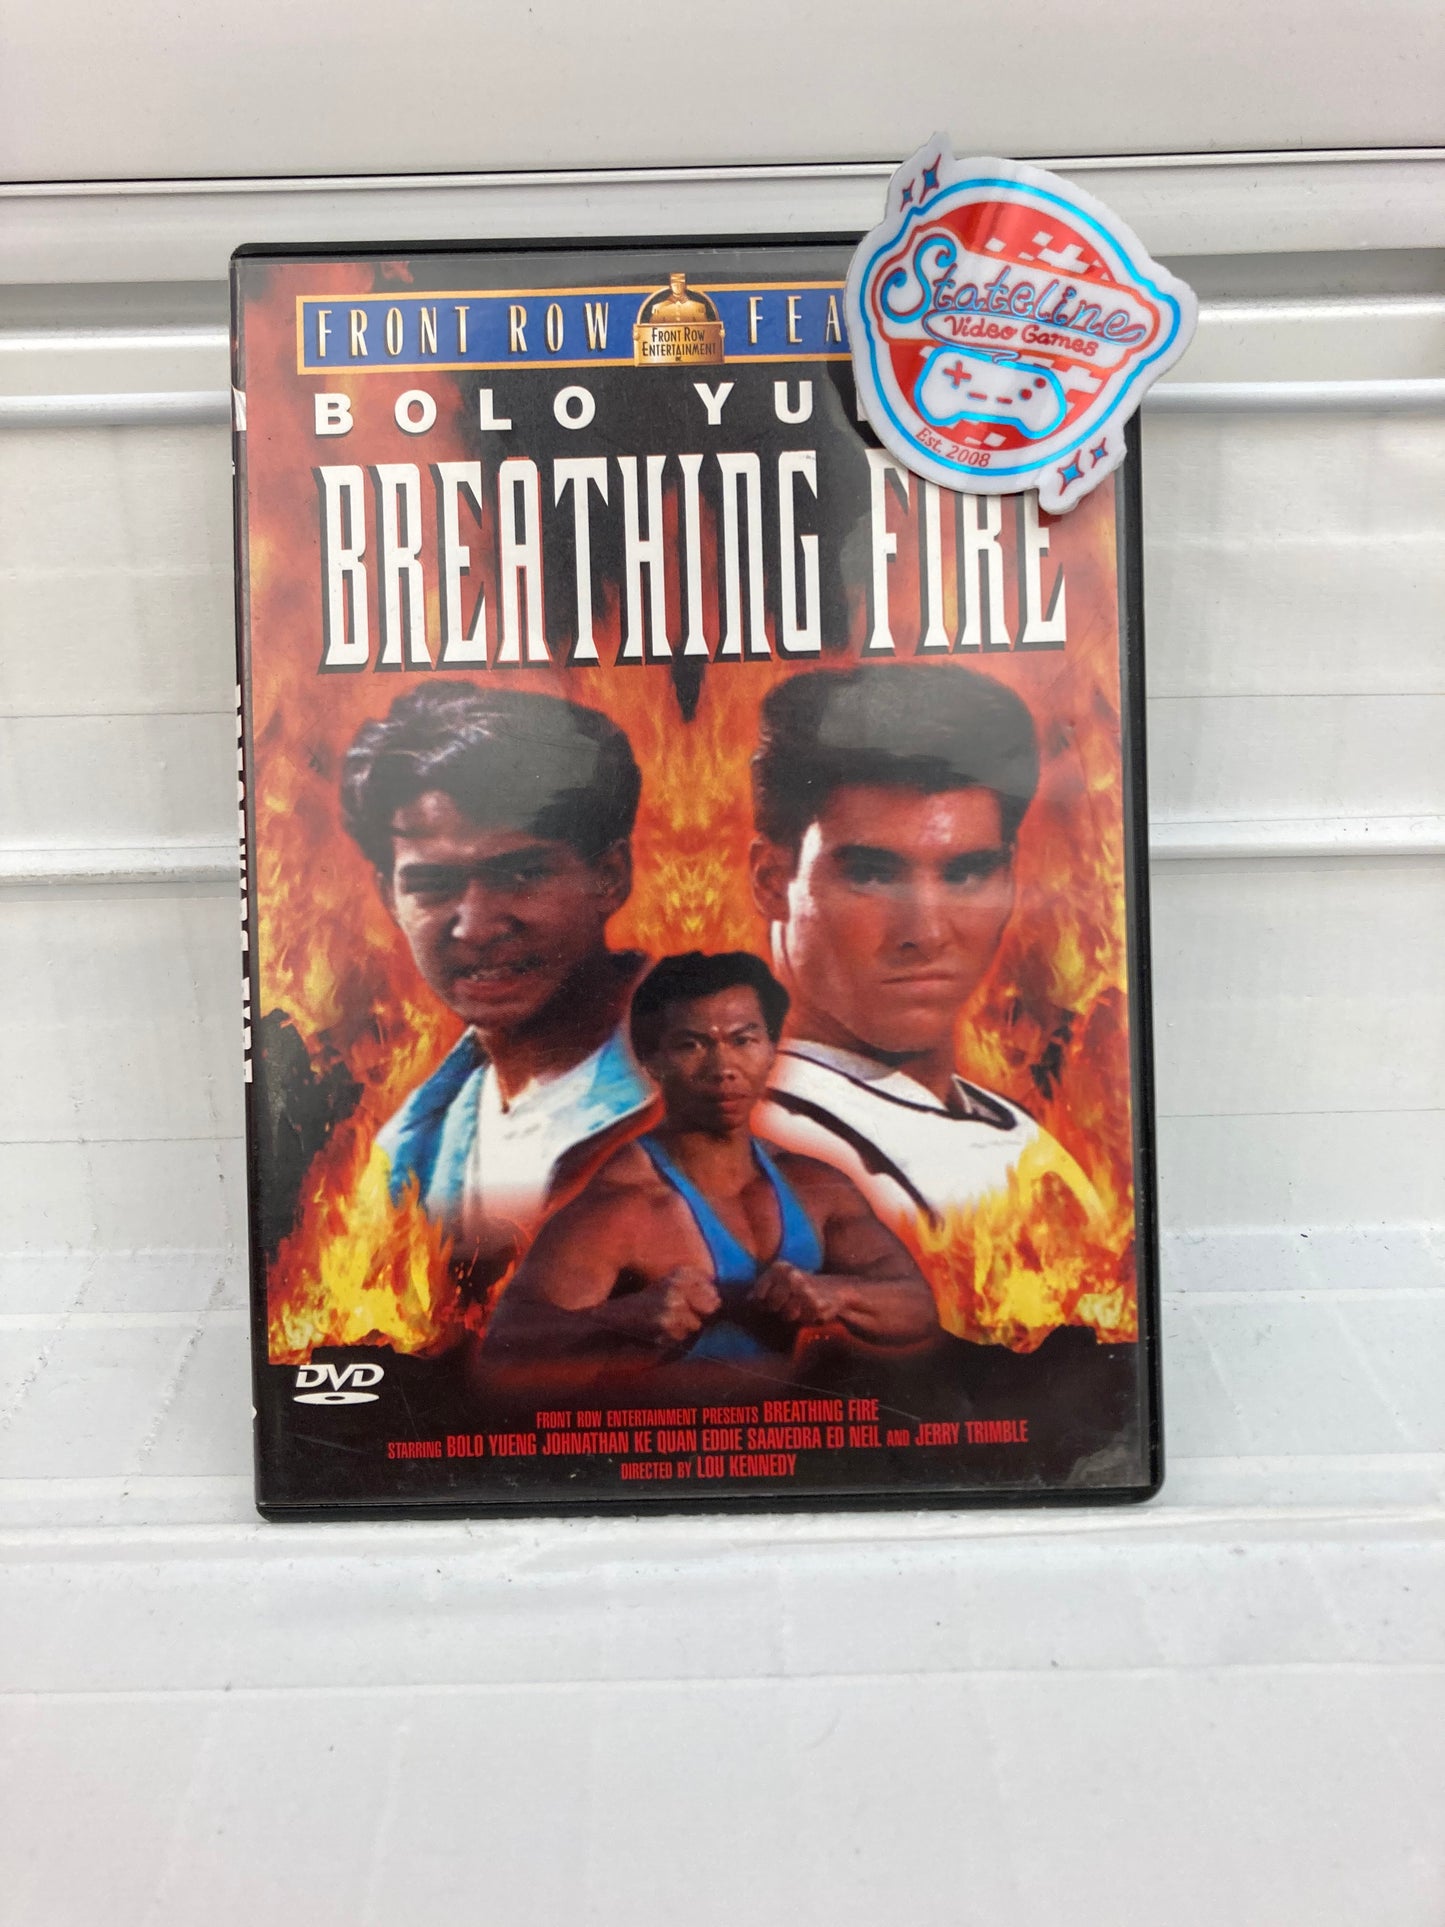 FRONT ROW
FRONT ROW
ENTERTAINMENT
INC.
FEA
BOLO YU
BREATHING FIRE
Stateline
Video Games
Est. 2008
DVD
FRONT ROW ENTERTAINMENT PRESENTS BREATHING FIRE
STARRING BOLO YUENG JOHNATHAN KE QUAN EDDIE SAAVEDRA ED NEIL AND JERRY TRIMBLE
DIRECTED BY LOU KENNEDY